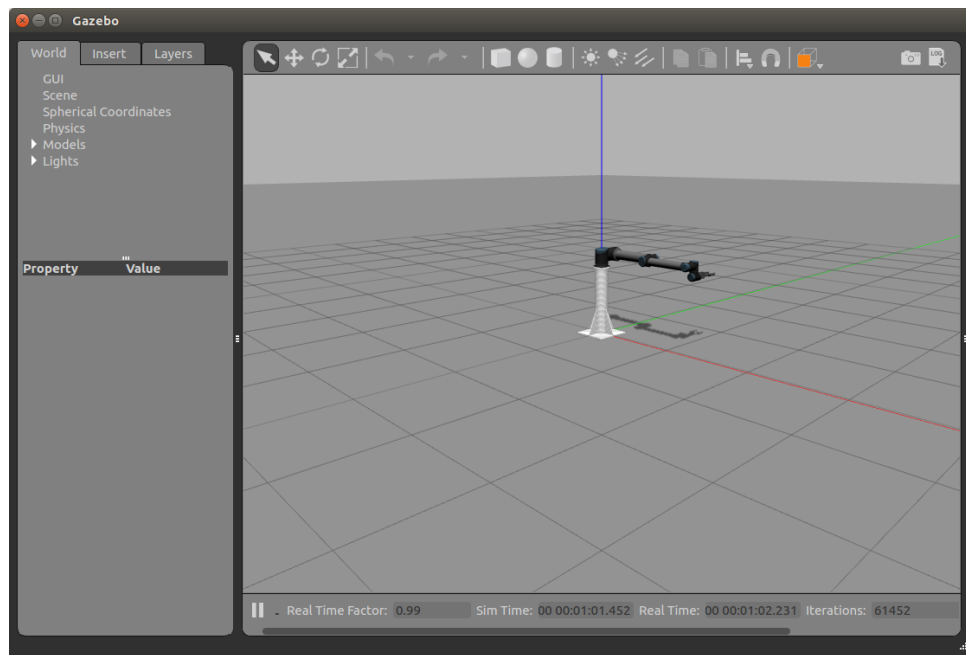 Gazebo
World Insert Layers
GUI
Scene
Spherical Coordinates
Physics
Models
Lights
Property Value
LOG
Real Time Factor: 0.99 Sim Time: 00 00:01:01.452 Real Time: 00 00:01:02.231 Iterations: 61452